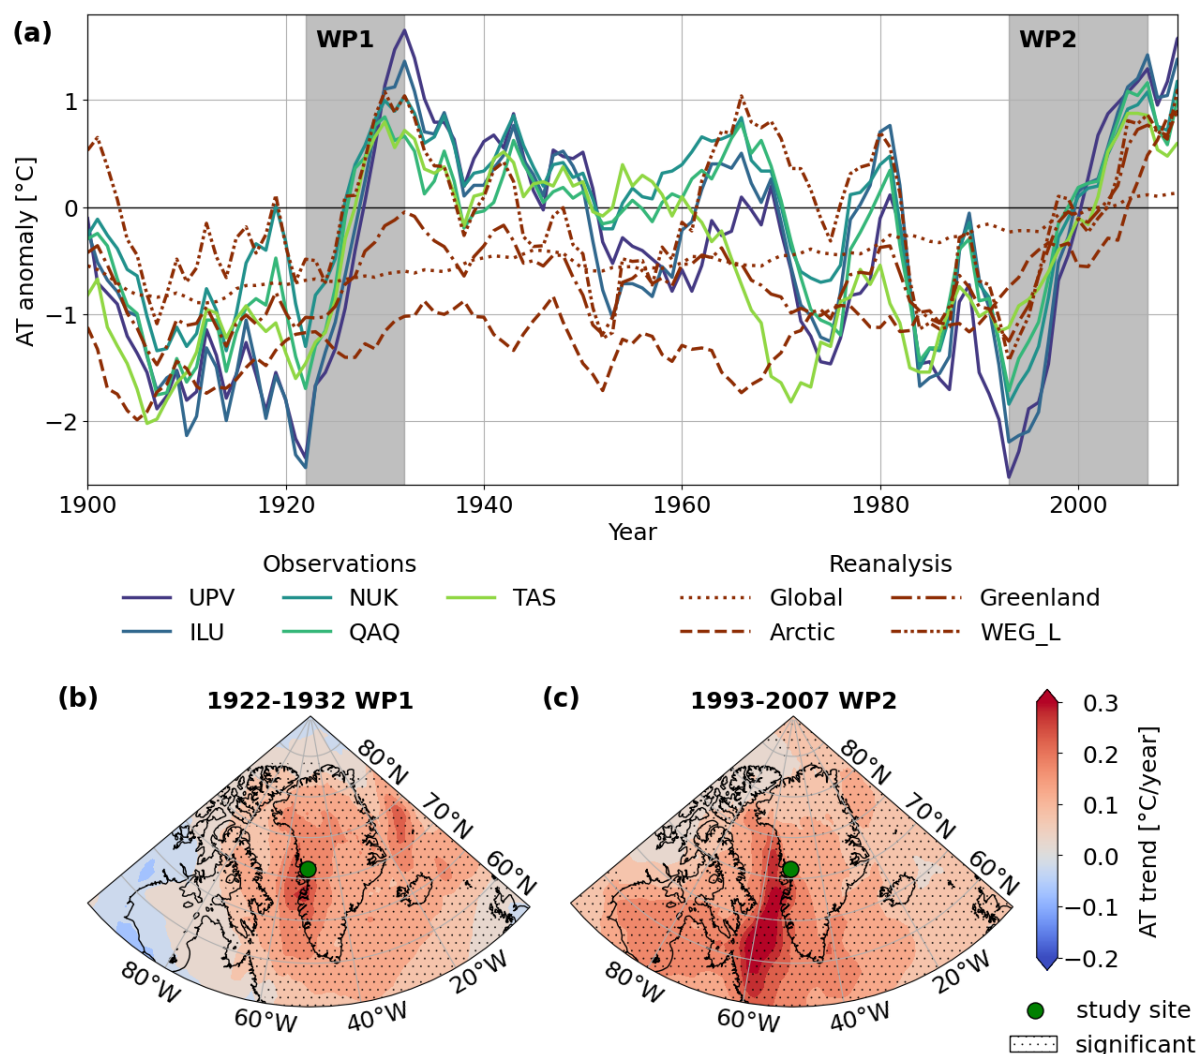 (a)
WP1
WP2
AT anomaly [°C]
1
0
−1
−2
1900 1920 1940 1960 1980 2000
Year
Observations
Reanalysis
UPV NUK TAS
ILU QAQ
Global Greenland
Arctic WEG_L
(b) 1922-1932 WP1
(c) 1993-2007 WP2
80°N
70°N
60°N
80°W
60°W
40°W
20°W
80°N
70°N
60°N
80°W
60°W
40°W
20°W
0.3
0.2
0.1
0.0
−0.1
−0.2
AT trend [°C/year]
study site
significant